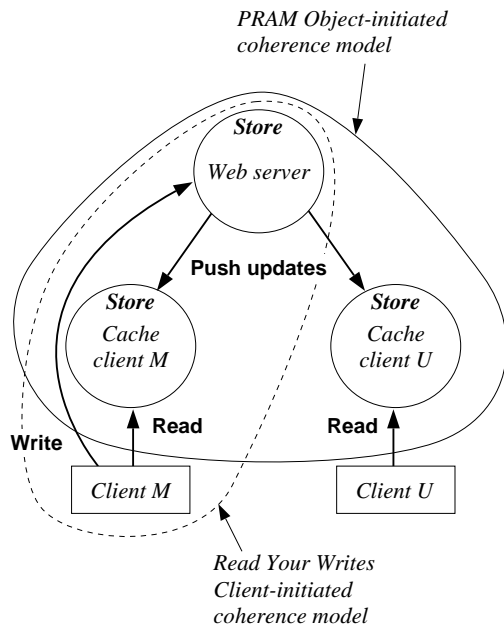 PRAM Object-initiated
coherence model
Store
Web server
Push updates
Store
Cache
client M
Store
Cache
client U
Write
Read
Read
Client M
Client U
Read Your Writes
Client-initiated
coherence model